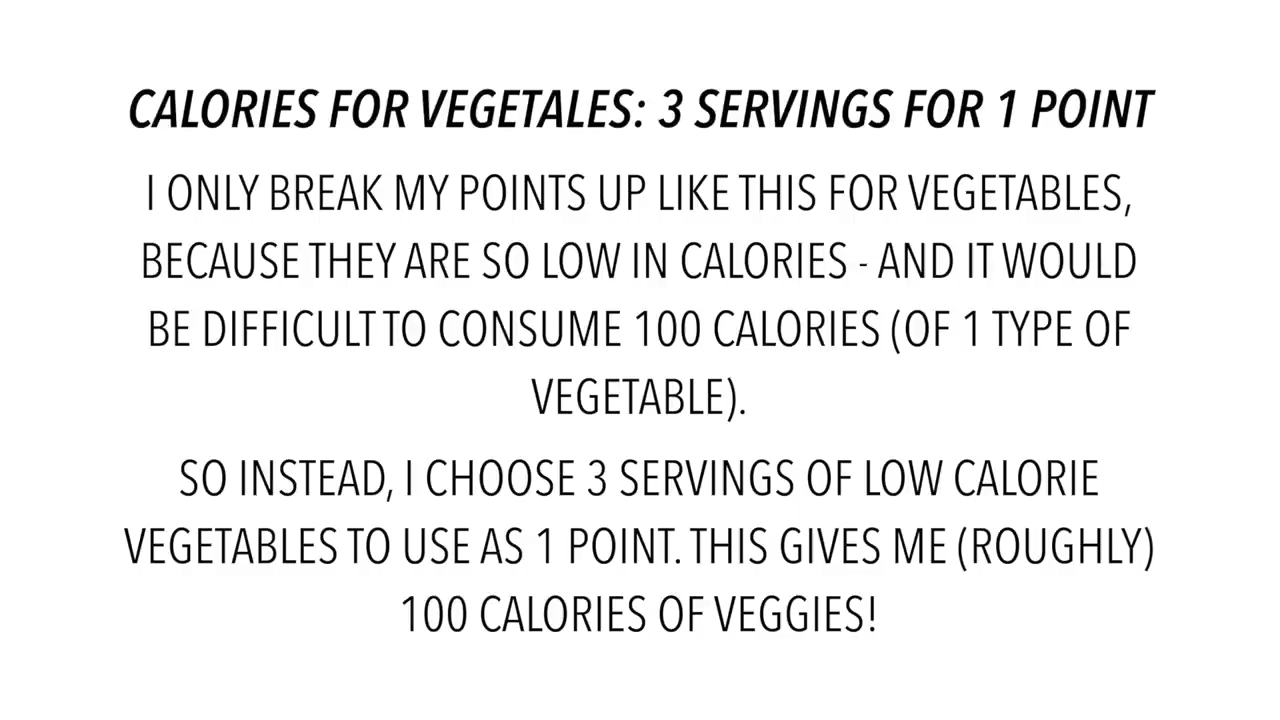 CALORIES FOR VEGETALES: 3 SERVINGS FOR 1 POINT
I ONLY BREAK MY POINTS UP LIKE THIS FOR VEGETABLES,
BECAUSE THEY ARE SO LOW IN CALORIES - AND IT WOULD
BE DIFFICULT TO CONSUME 100 CALORIES (OF 1 TYPE OF
VEGETABLE).
SO INSTEAD, I CHOOSE 3 SERVINGS OF LOW CALORIE
VEGETABLES TO USE AS 1 POINT. THIS GIVES ME (ROUGHLY)
100 CALORIES OF VEGGIES!